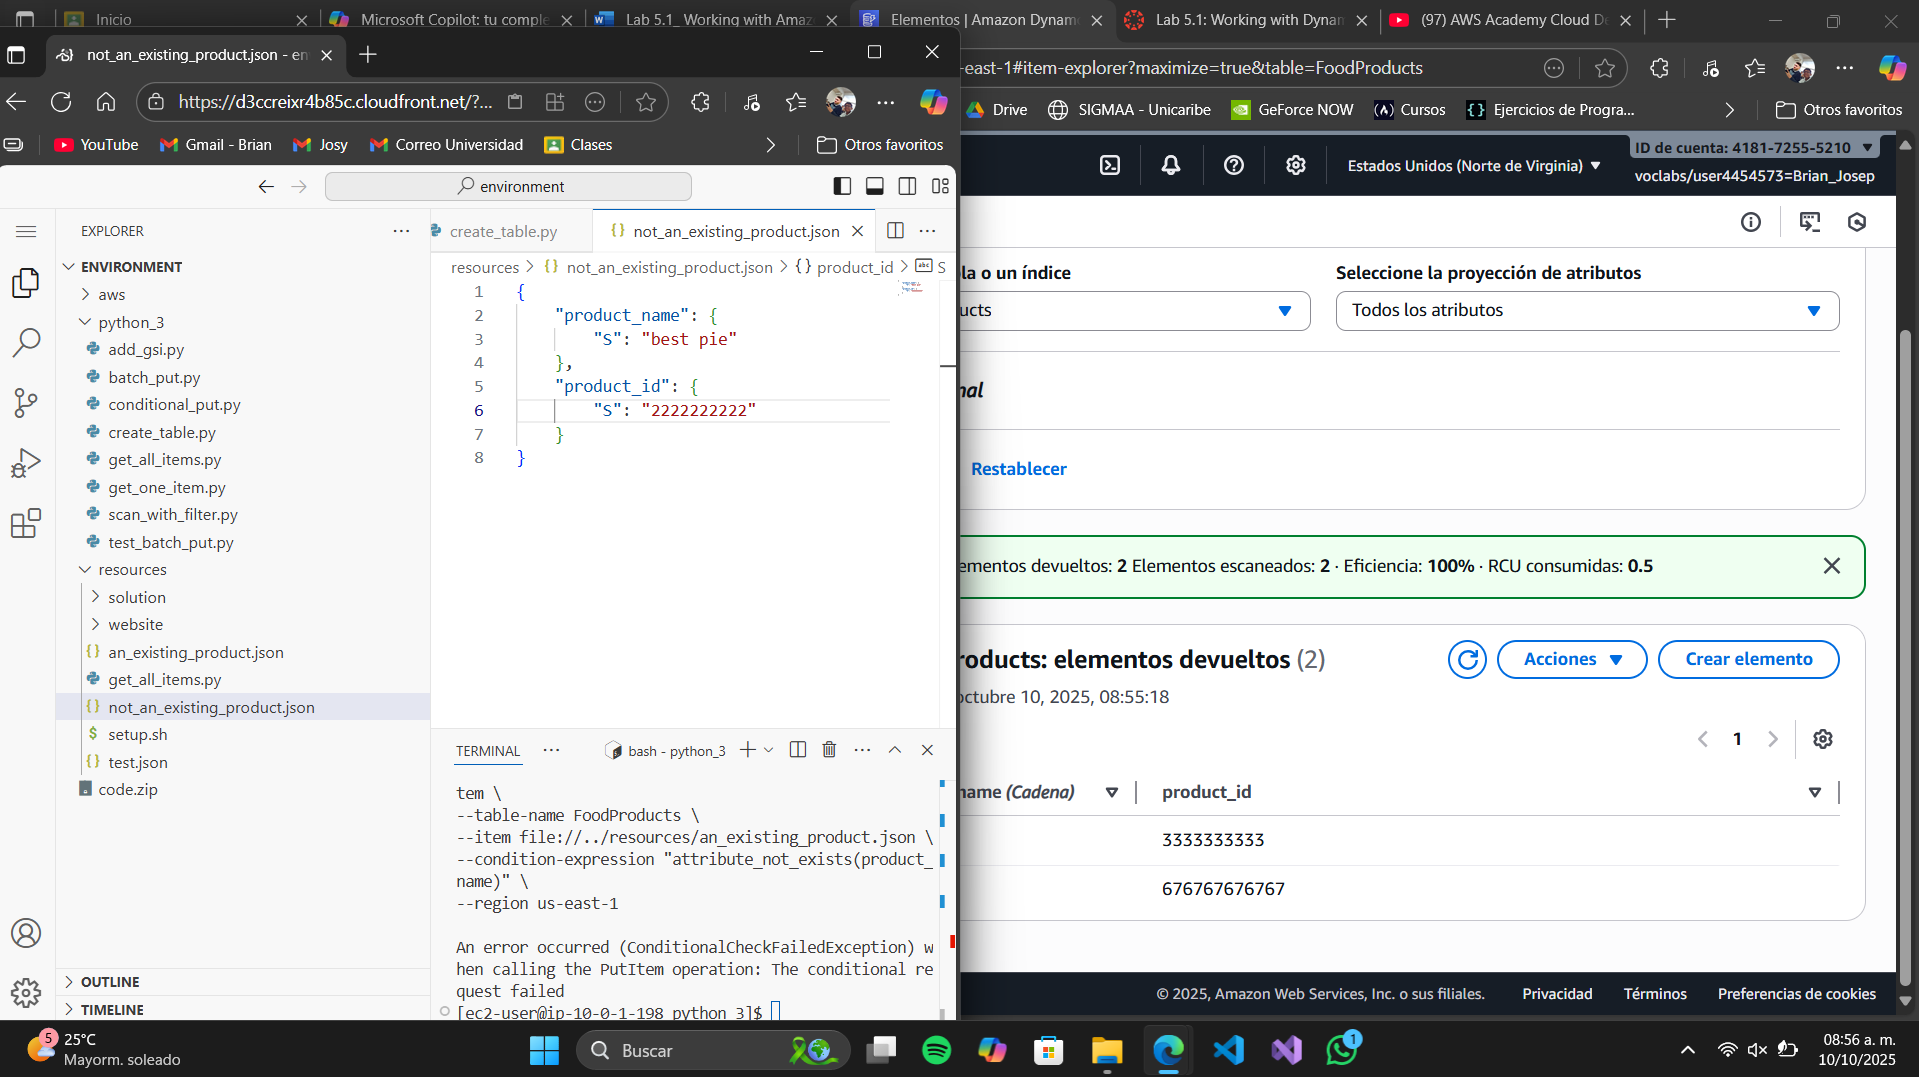 Inicio
Microsoft Copilot: tu comple
Lab 5.1_ Working with Amaz
Elementos | Amazon Dynam
Lab 5.1: Working with Dynam
(97) AWS Academy Cloud D
not_an_existing_product.json - en
https://d3ccreixr4b85c.cloudfront.net/?...
-east-1#item-explorer?maximize=true&table=FoodProducts
YouTube
Gmail - Brian
Josy
Correo Universidad
Clases
Otros favoritos
Drive
SIGMAA - Unicaribe
GeForce NOW
Cursos
Ejercicios de Progra...
Otros favoritos
environment
EXPLORER
ENVIRONMENT
aws
python_3
add_gsi.py
batch_put.py
conditional_put.py
create_table.py
get_all_items.py
get_one_item.py
scan_with_filter.py
test_batch_put.py
resources
solution
website
an_existing_product.json
get_all_items.py
not_an_existing_product.json
setup.sh
test.json
code.zip
OUTLINE
TIMELINE
create_table.py
not_an_existing_product.json
resources > {} not_an_existing_product.json > {} product_id > abc S
1 {
2 "product_name": {
3 "S": "best pie"
4 },
5 "product_id": {
6 "S": "2222222222"
7 }
8 }
TERMINAL
bash - python_3
tem \
--table-name FoodProducts \
--item file://../resources/an_existing_product.json \
--condition-expression "attribute_not_exists(product_
name)" \
--region us-east-1
An error occurred (ConditionalCheckFailedException) w
hen calling the PutItem operation: The conditional re
quest failed
[ec2-user@ip-10-0-1-198 python_3]$
Estados Unidos (Norte de Virginia)
ID de cuenta: 4181-7255-5210
voclabs/user4454573=Brian_Josep
la o un índice
ucts
Seleccione la proyección de atributos
Todos los atributos
nal
Restablecer
ementos devueltos: 2 Elementos escaneados: 2 · Eficiencia: 100% · RCU consumidas: 0.5
roducts: elementos devueltos (2)
Acciones
Crear elemento
octubre 10, 2025, 08:55:18
1
name (Cadena)
product_id
3333333333
676767676767
© 2025, Amazon Web Services, Inc. o sus filiales.
Privacidad
Términos
Preferencias de cookies
5
25°C
Mayorm. soleado
Buscar
1
08:56 a. m.
10/10/2025